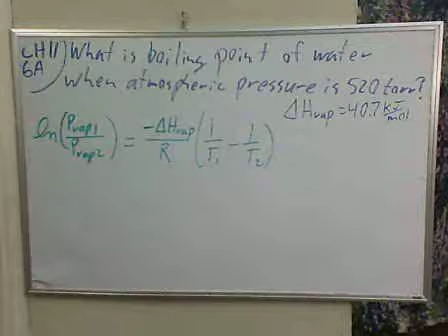 CH11 6A) What is boiling point of water
when atmospheric pressure is 520 torr?
ΔHvap = 40.7 kJ/mol
ln(Pvap1/Pvap2) = -ΔHvap/R (1/T1 - 1/T2)